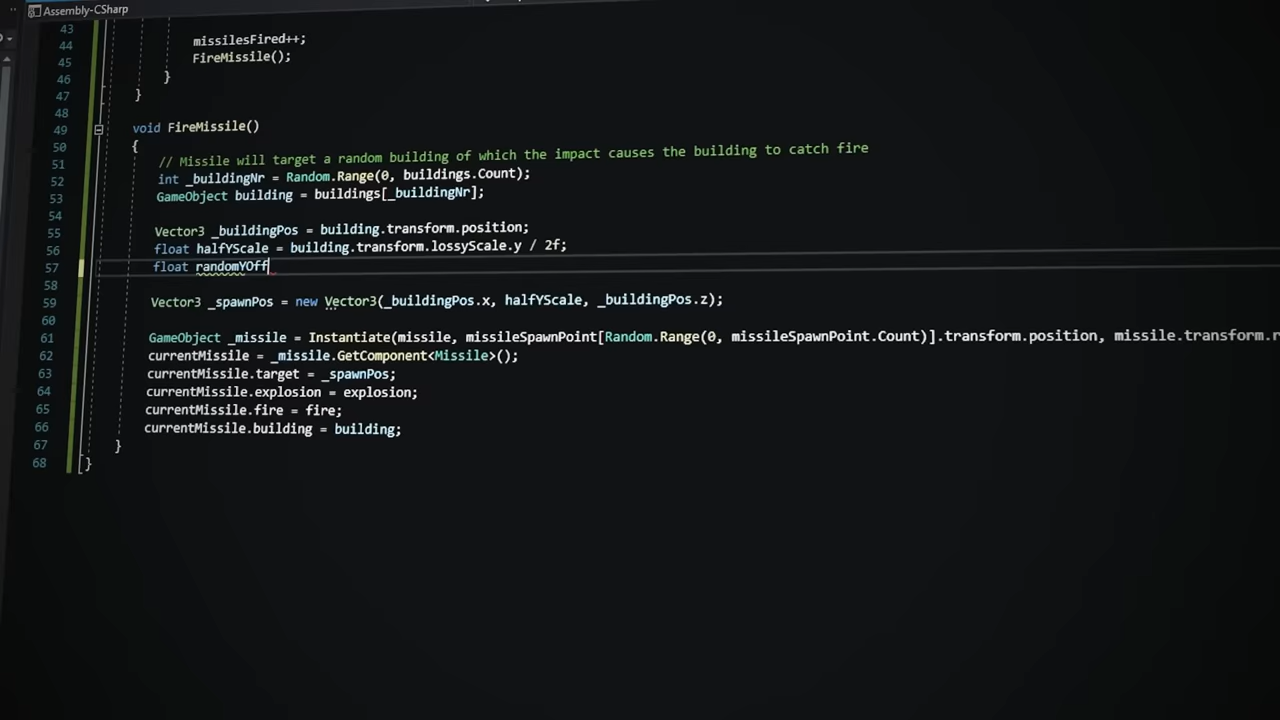 Assembly-CSharp
43
44 missilesFired++;
45 FireMissile();
46 }
47 }
48
49 void FireMissile()
50 {
51 // Missile will target a random building of which the impact causes the building to catch fire
52 int _buildingNr = Random.Range(0, buildings.Count);
53 GameObject building = buildings[_buildingNr];
54
55 Vector3 _buildingPos = building.transform.position;
56 float halfYScale = building.transform.lossyScale.y / 2f;
57 float randomYOff
58
59 Vector3 _spawnPos = new Vector3(_buildingPos.x, halfYScale, _buildingPos.z);
60
61 GameObject _missile = Instantiate(missile, missileSpawnPoint[Random.Range(0, missileSpawnPoint.Count)].transform.position, missile.transform.r
62 currentMissile = _missile.GetComponent<Missile>();
63 currentMissile.target = _spawnPos;
64 currentMissile.explosion = explosion;
65 currentMissile.fire = fire;
66 currentMissile.building = building;
67 }
68 }